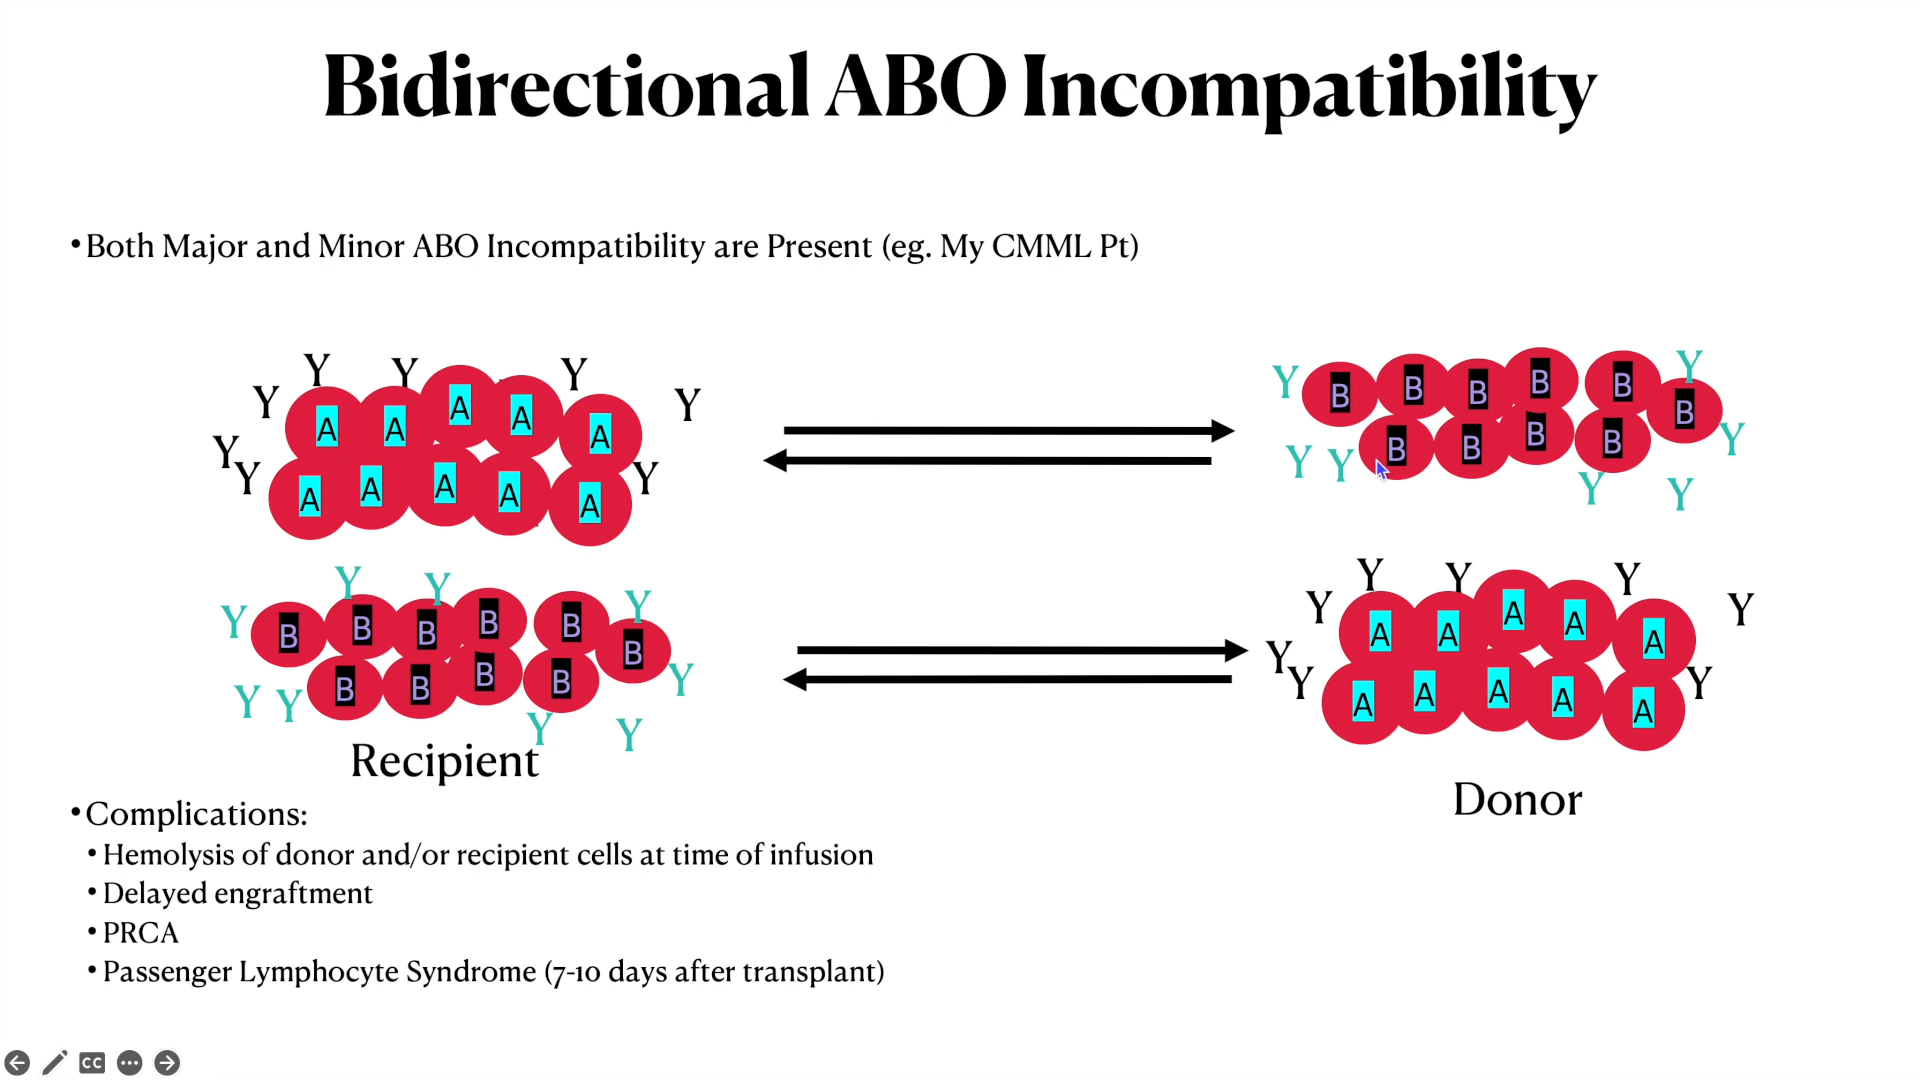 Bidirectional ABO Incompatibility
• Both Major and Minor ABO Incompatibility are Present (eg. My CMML Pt)
Y Y Y Y Y Y Y Y
A A A A A
A A A A A
Y Y Y Y Y Y Y Y
B B B B B B
B B B B
Y Y Y Y Y Y Y Y Y
B B B B B B
B B B B
Recipient
Y Y Y Y Y Y Y Y
A A A A A
A A A A A
Donor
• Complications:
• Hemolysis of donor and/or recipient cells at time of infusion
• Delayed engraftment
• PRCA
• Passenger Lymphocyte Syndrome (7-10 days after transplant)
CC